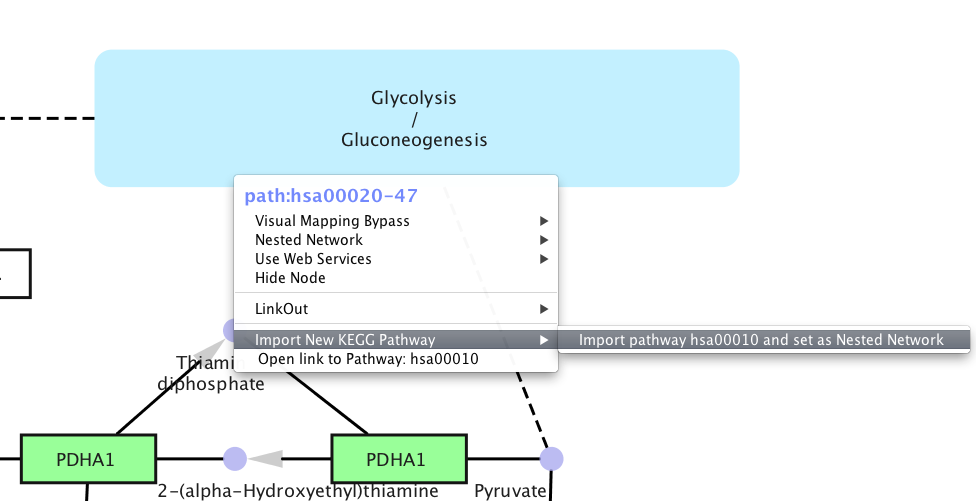 Glycolysis
/
Gluconeogenesis
path:hsa00020-47
Visual Mapping Bypass
Nested Network
Use Web Services
Hide Node
LinkOut
Import New KEGG Pathway
Import pathway hsa00010 and set as Nested Network
Open link to Pathway: hsa00010
diphosphate
PDHA1
PDHA1
2-(alpha-Hydroxyethyl)thiamine
Pyruvate